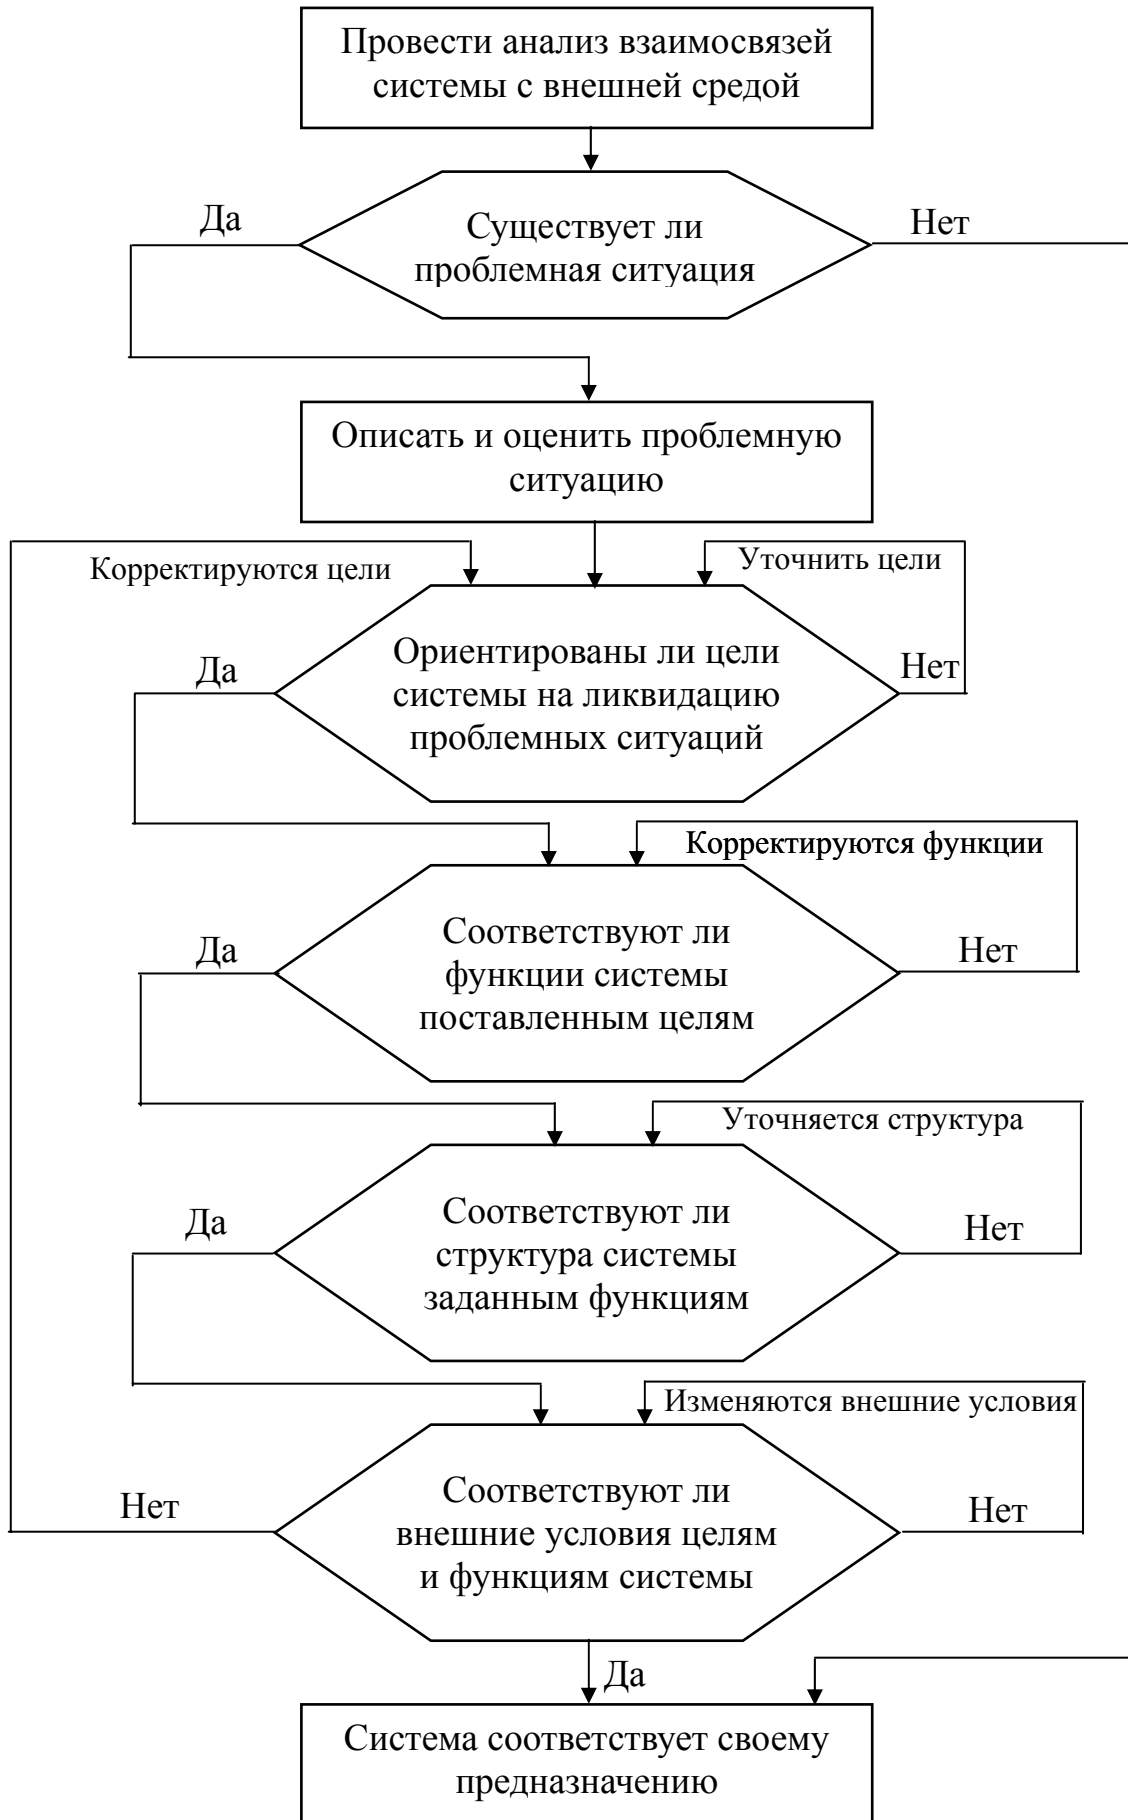 Провести анализ взаимосвязей
системы с внешней средой
Да
Нет
Существует ли
проблемная ситуация
Описать и оценить проблемную
ситуацию
Корректируются цели
Уточнить цели
Да
Нет
Ориентированы ли цели
системы на ликвидацию
проблемных ситуаций
Корректируются функции
Да
Нет
Соответствуют ли
функции системы
поставленным целям
Уточняется структура
Да
Нет
Соответствуют ли
структура системы
заданным функциям
Изменяются внешние условия
Нет
Нет
Соответствуют ли
внешние условия целям
и функциям системы
Да
Система соответствует своему
предназначению